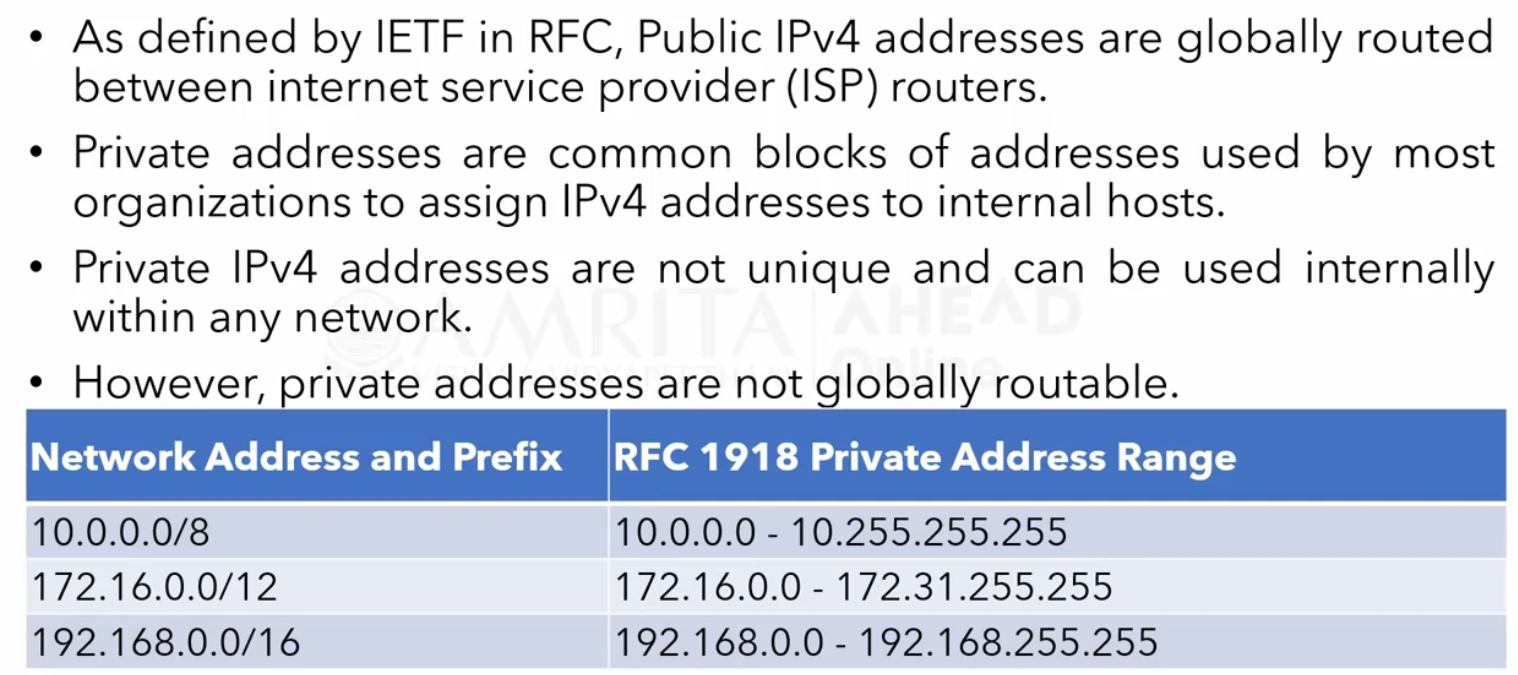 • As defined by IETF in RFC, Public IPv4 addresses are globally routed
between internet service provider (ISP) routers.
• Private addresses are common blocks of addresses used by most
organizations to assign IPv4 addresses to internal hosts.
• Private IPv4 addresses are not unique and can be used internally
within any network.
AMRITA AHEAD
Online
• However, private addresses are not globally routable.
Network Address and Prefix RFC 1918 Private Address Range
10.0.0.0/8 10.0.0.0 - 10.255.255.255
172.16.0.0/12 172.16.0.0 - 172.31.255.255
192.168.0.0/16 192.168.0.0 - 192.168.255.255